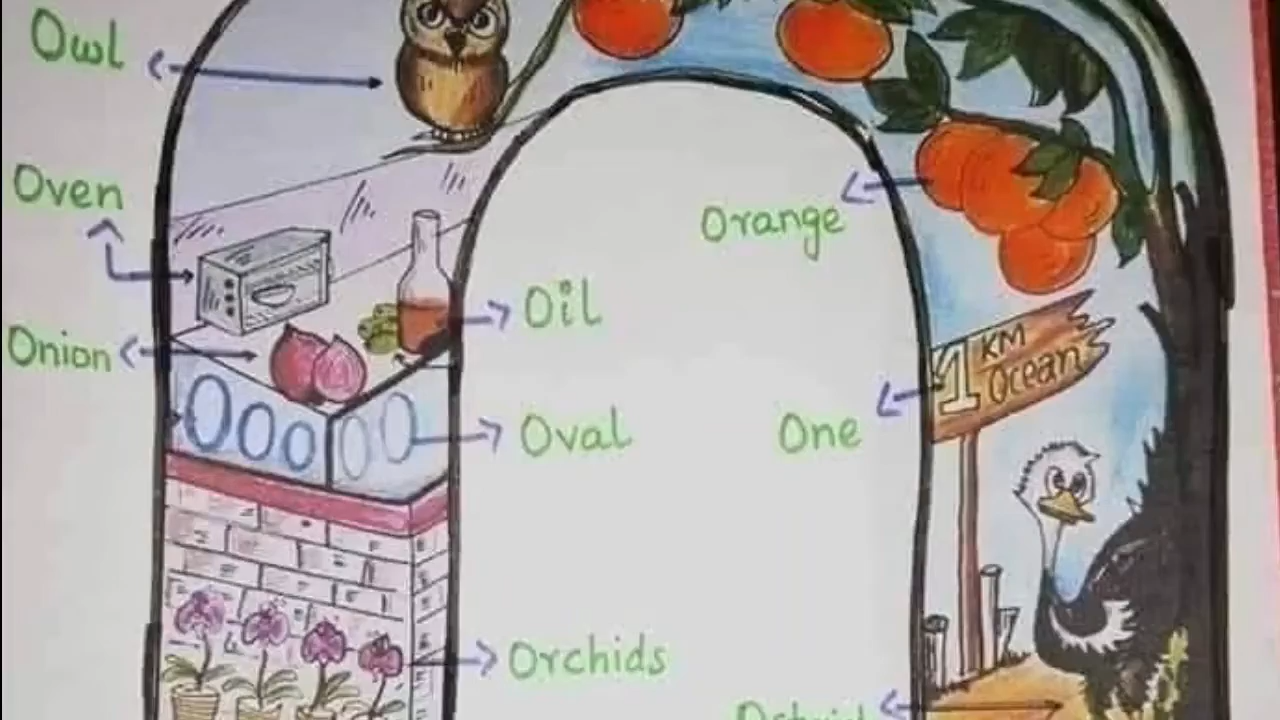 Owl
Oven
Orange
Oil
Onion
1 KM
Ocean
Oval
One
Orchids